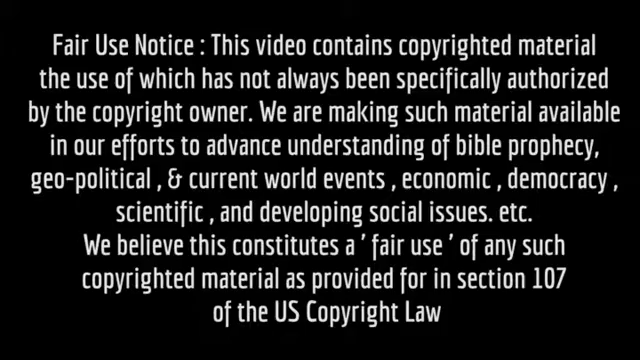 Fair Use Notice : This video contains copyrighted material
the use of which has not always been specifically authorized
by the copyright owner. We are making such material available
in our efforts to advance understanding of bible prophecy,
geo-political , & current world events , economic , democracy ,
scientific , and developing social issues. etc.
We believe this constitutes a ' fair use ' of any such
copyrighted material as provided for in section 107
of the US Copyright Law